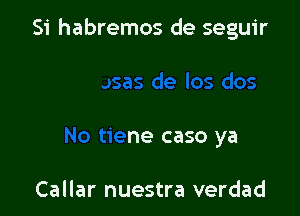 Si habremos de seguir
de los dos
No tiene caso ya
Callar nuestra verdad